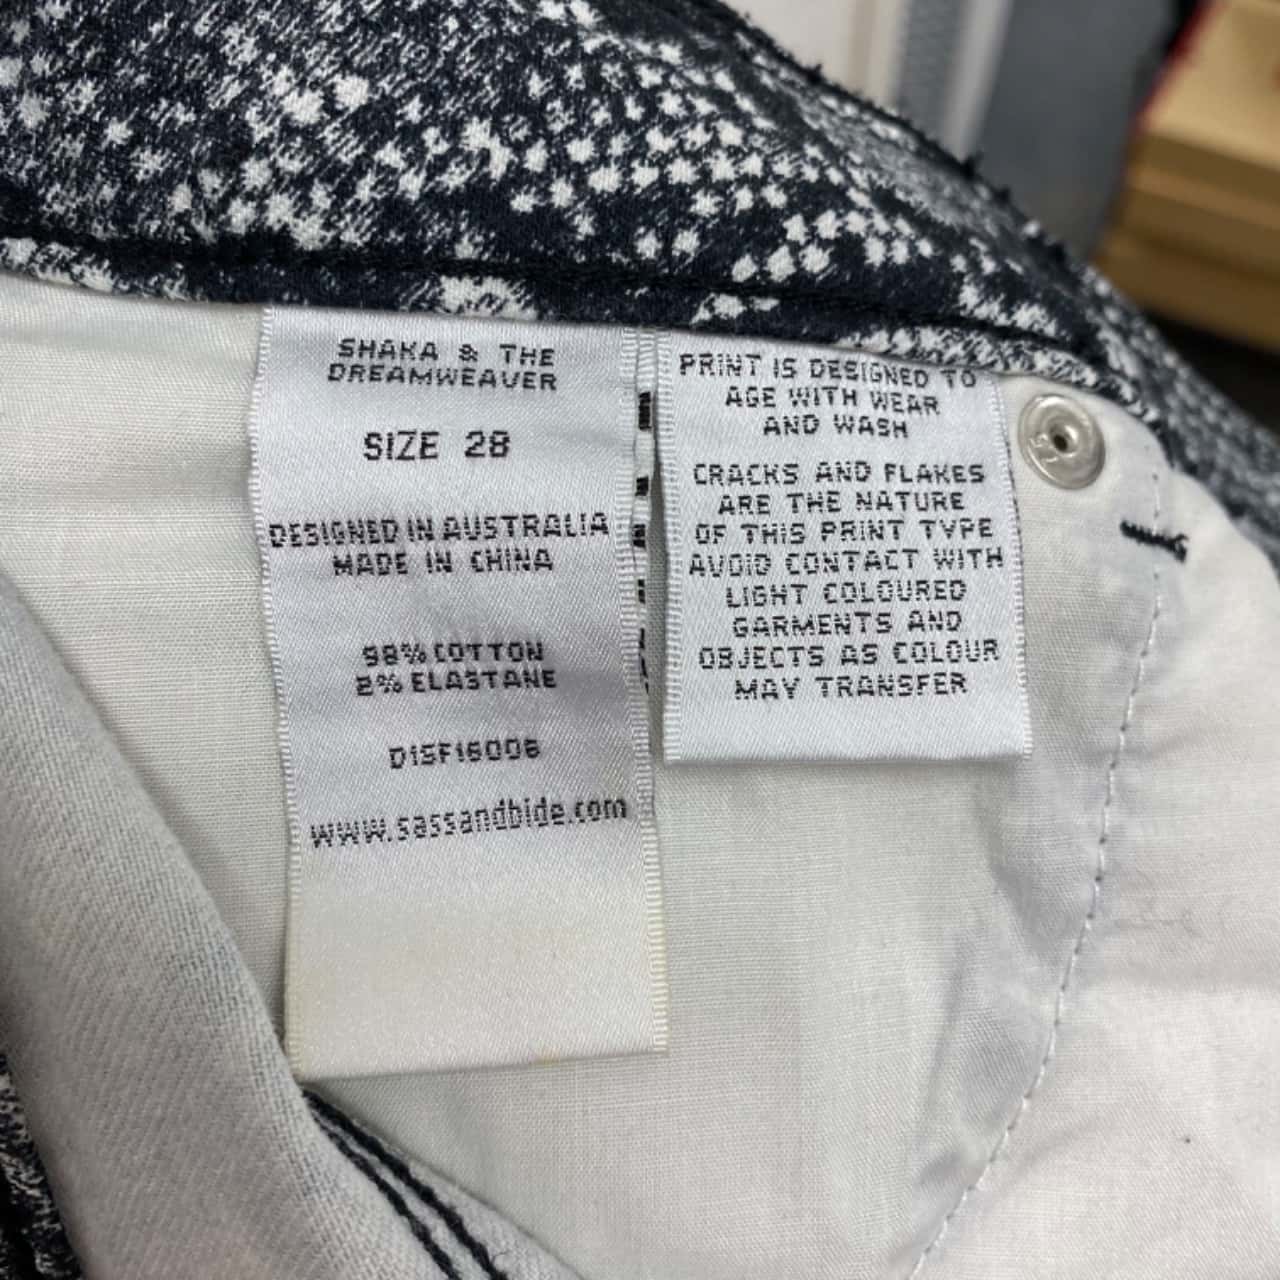 SHAKA & THE
DREAMWEAVER
SIZE 28
DESIGNED IN AUSTRALIA
MADE IN CHINA
98% COTTON
2% ELASTANE
D1SF16006
www.sassandbide.com
PRINT IS DESIGNED TO
AGE WITH WEAR
AND WASH
CRACKS AND FLAKES
ARE THE NATURE
OF THIS PRINT TYPE
AVOID CONTACT WITH
LIGHT COLOURED
GARMENTS AND
OBJECTS AS COLOUR
MAY TRANSFER